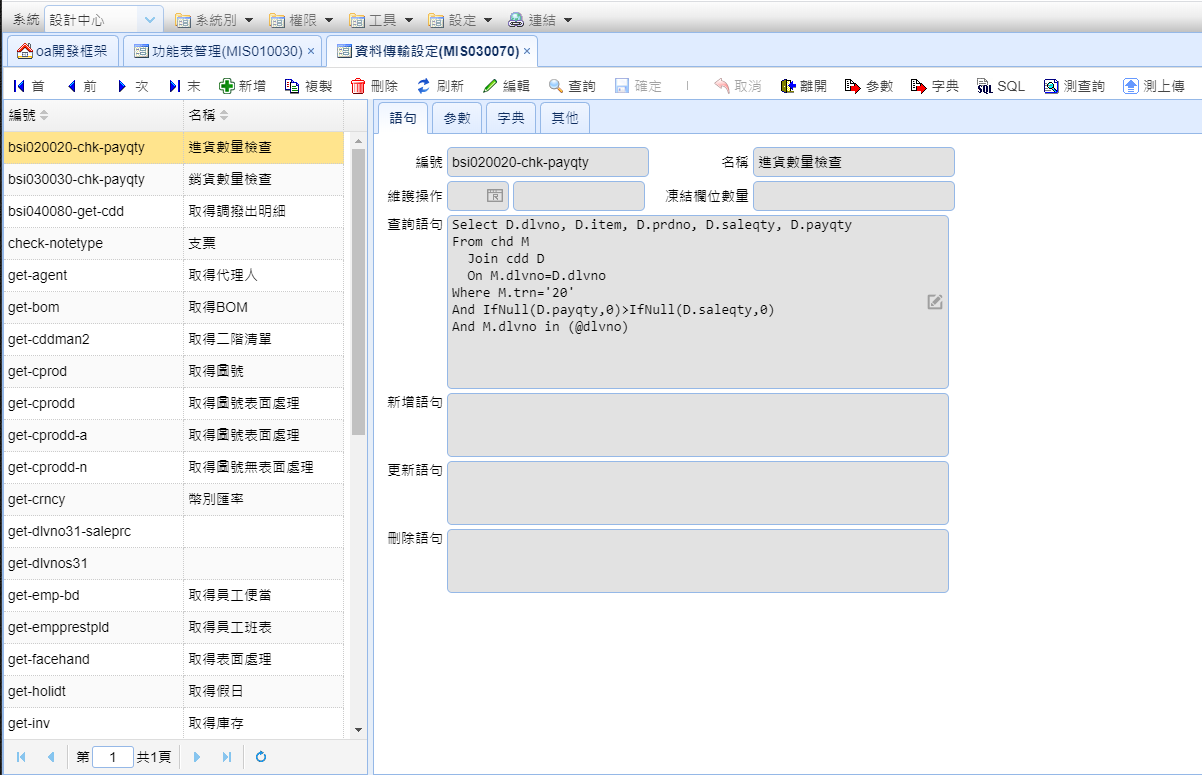 系統 設計中心 系統別 權限 工具 設定 連結
oa開發框架 功能表管理(MIS010030) × 資料傳輸設定(MIS030070) ×
首 前 次 末 新增 複製 刪除 刷新 編輯 查詢 確定 取消 離開 參數 字典 SQL 測查詢 測上傳
編號 名稱
bsi020020-chk-payqty 進貨數量檢查
bsi030030-chk-payqty 銷貨數量檢查
bsi040080-get-cdd 取得調撥出明細
check-notetype 支票
get-agent 取得代理人
get-bom 取得BOM
get-cddman2 取得二階清單
get-cprod 取得圖號
get-cprodd 取得圖號表面處理
get-cprodd-a 取得圖號表面處理
get-cprodd-n 取得圖號無表面處理
get-crncy 幣別匯率
get-dlvno31-saleprc
get-dlvnos31
get-emp-bd 取得員工便當
get-empprestpld 取得員工班表
get-facehand 取得表面處理
get-holidt 取得假日
get-inv 取得庫存
第 1 共1頁
語句 參數 字典 其他
編號 bsi020020-chk-payqty 名稱 進貨數量檢查
維護操作 凍結欄位數量
查詢語句
Select D.dlvno, D.item, D.prdno, D.saleqty, D.payqty
From chd M
Join cdd D
On M.dlvno=D.dlvno
Where M.trn='20'
And IfNull(D.payqty,0)>IfNull(D.saleqty,0)
And M.dlvno in (@dlvno)
新增語句
更新語句
刪除語句